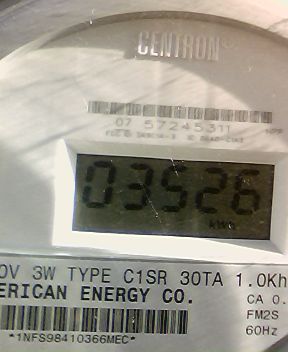 CENTRON
07 57245311
03526
KWH
0V 3W TYPE C1SR 30TA 1.0Kh
ERICAN ENERGY CO.
CA 0.
FM2S
60Hz
*1NFS98410366MEC*